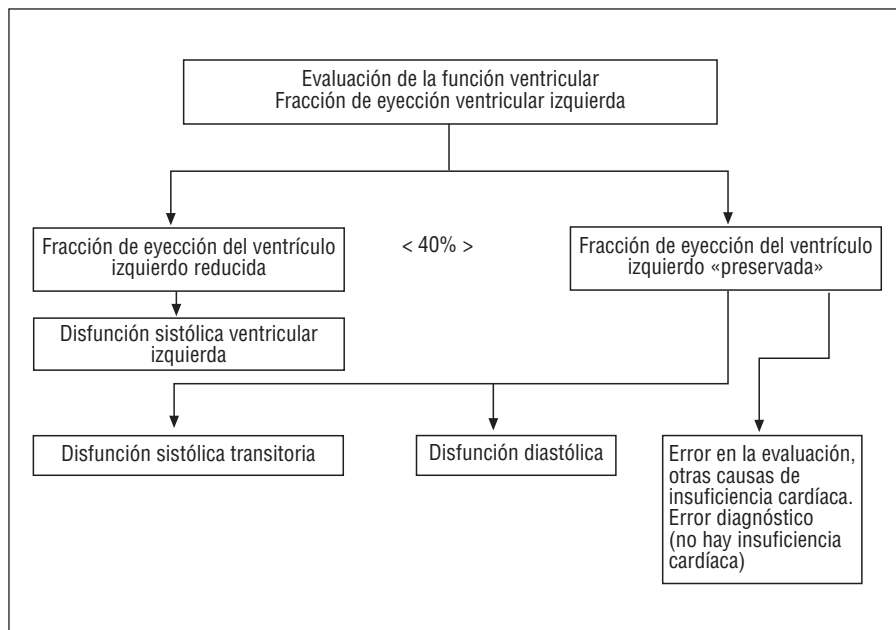 Evaluación de la función ventricular
Fracción de eyección ventricular izquierda
Fracción de eyección del ventrículo
izquierdo reducida
< 40% >
Fracción de eyección del ventrículo
izquierdo «preservada»
Disfunción sistólica ventricular
izquierda
Disfunción sistólica transitoria
Disfunción diastólica
Error en la evaluación,
otras causas de
insuficiencia cardíaca.
Error diagnóstico
(no hay insuficiencia
cardíaca)